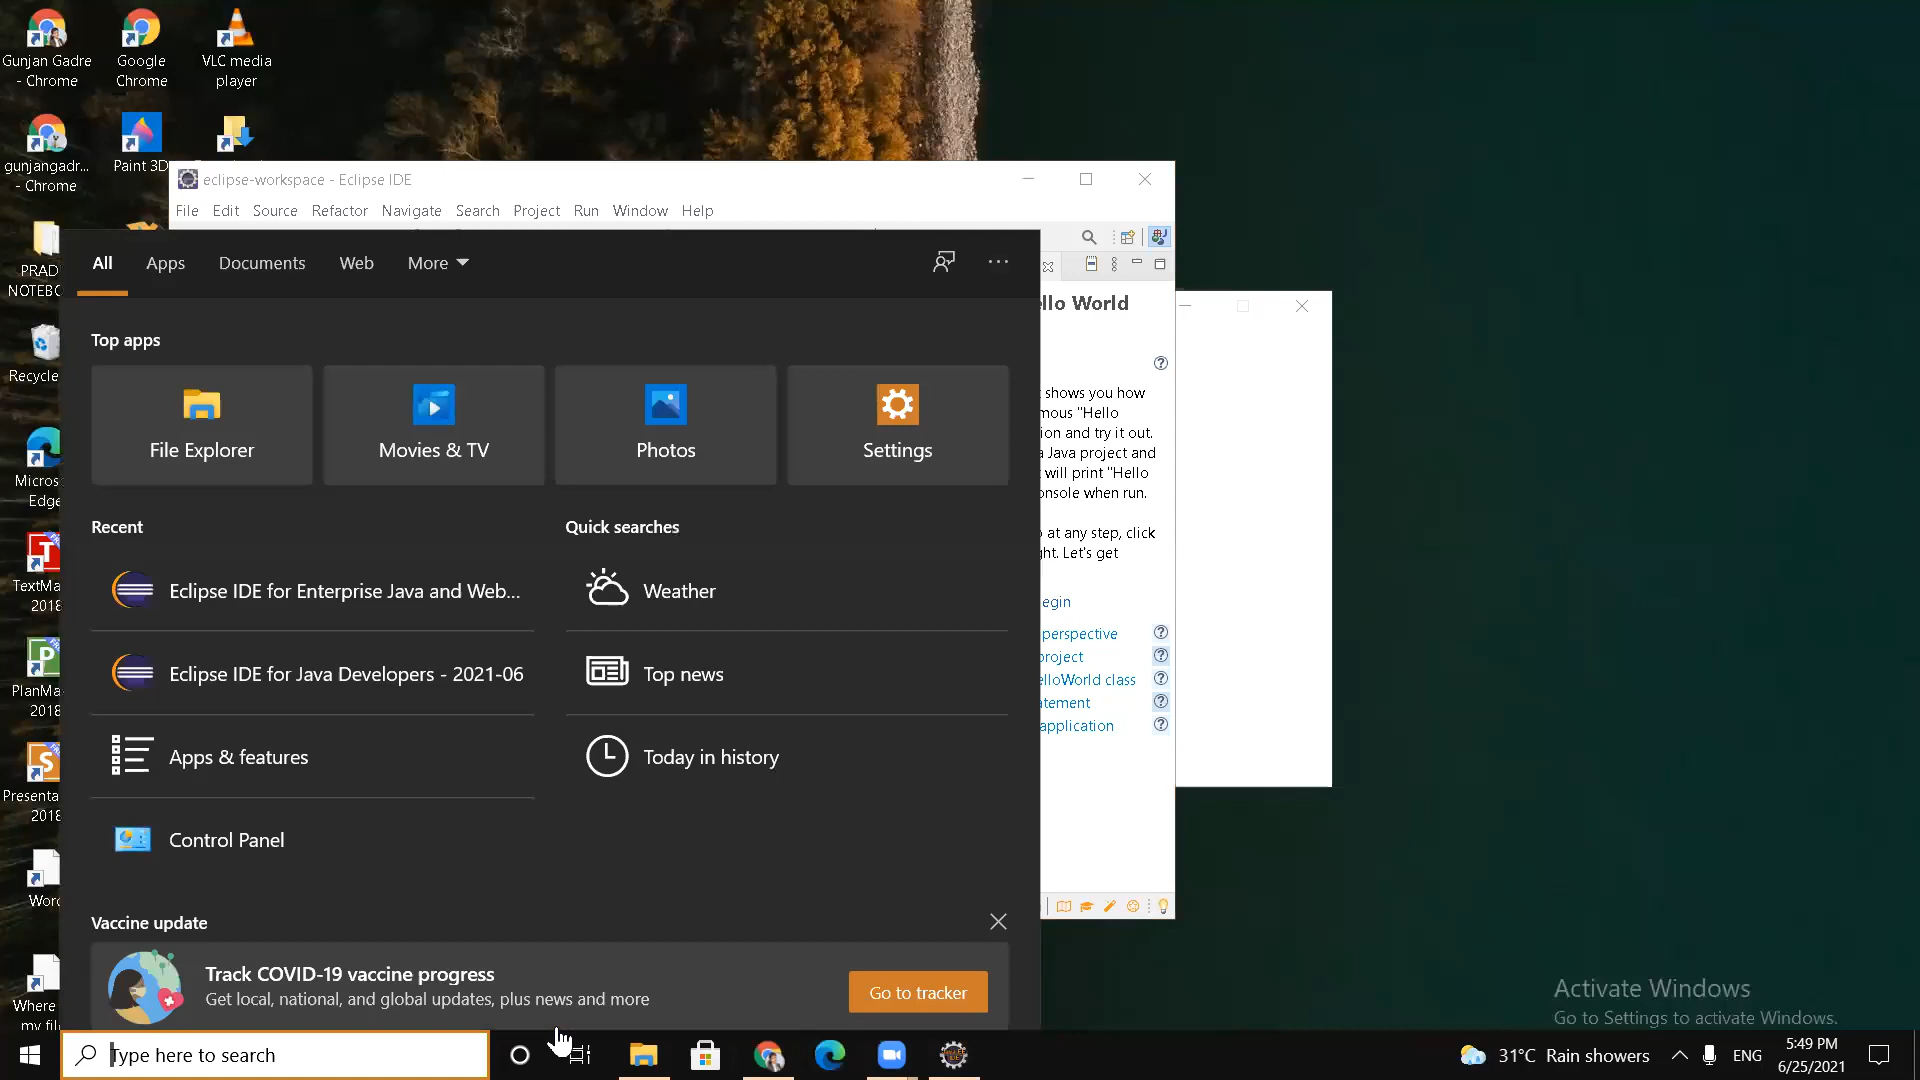 Gunjan Gadre
- Chrome
Google
Chrome
VLC media
player
gunjangadr...
- Chrome
Paint 3D
PRAD
NOTEBO
Recycle
Micros
Edge
TextMa
2018
PlanMa
2018
Presenta
2018
Word
Where
my fil
eclipse-workspace - Eclipse IDE
File Edit Source Refactor Navigate Search Project Run Window Help
All Apps Documents Web More
Top apps
File Explorer
Movies & TV
Photos
Settings
Recent
Eclipse IDE for Enterprise Java and Web...
Eclipse IDE for Java Developers - 2021-06
Apps & features
Control Panel
Quick searches
Weather
Top news
Today in history
Vaccine update
Track COVID-19 vaccine progress
Get local, national, and global updates, plus news and more
Go to tracker
llo World
shows you how
mous "Hello
ion and try it out.
a Java project and
will print "Hello
onsole when run.
at any step, click
ght. Let's get
egin
perspective
project
elloWorld class
atement
application
Activate Windows
Go to Settings to activate Windows.
Type here to search
31°C Rain showers
ENG
5:49 PM
6/25/2021